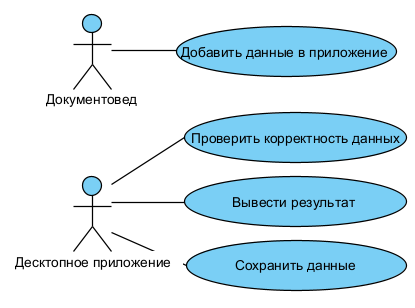 Добавить данные в приложение
Документовед
Проверить корректность данных
Вывести результат
Десктопное приложение
Сохранить данные